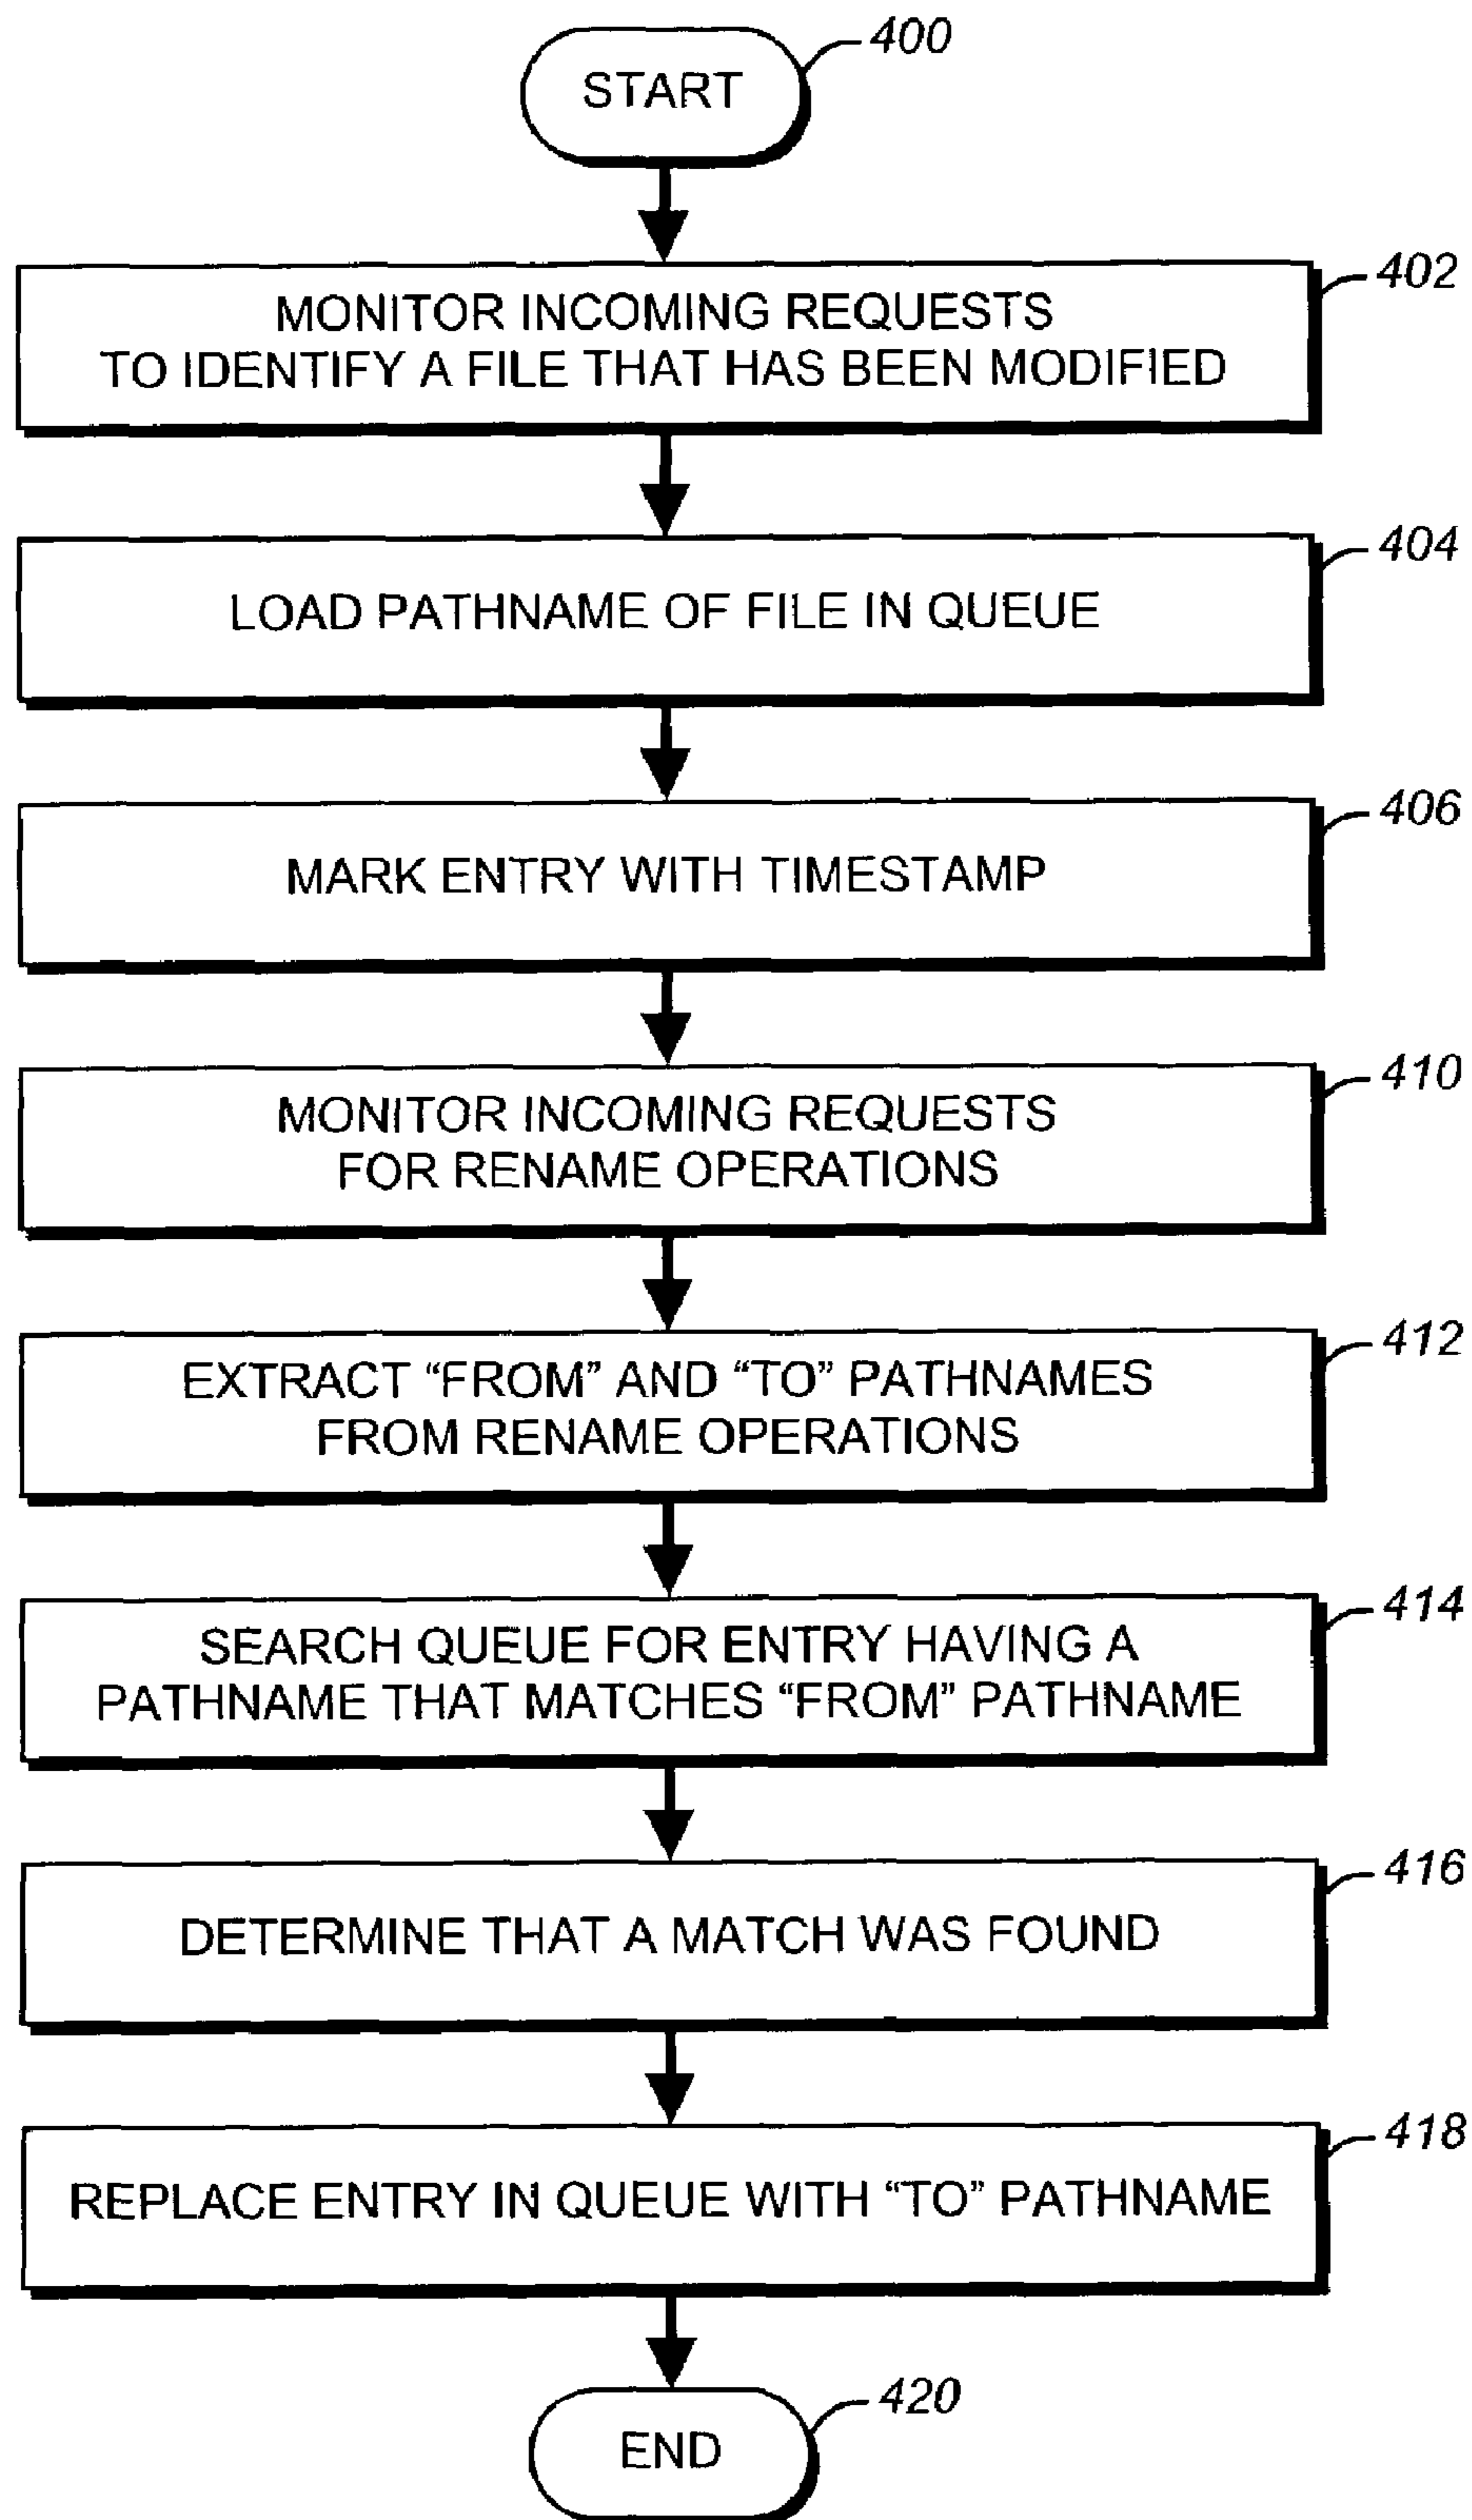 START
400
MONITOR INCOMING REQUESTS
TO IDENTIFY A FILE THAT HAS BEEN MODIFIED
402
LOAD PATHNAME OF FILE IN QUEUE
404
MARK ENTRY WITH TIMESTAMP
406
MONITOR INCOMING REQUESTS
FOR RENAME OPERATIONS
410
EXTRACT “FROM” AND “TO” PATHNAMES
FROM RENAME OPERATIONS
412
SEARCH QUEUE FOR ENTRY HAVING A
PATHNAME THAT MATCHES “FROM” PATHNAME
414
DETERMINE THAT A MATCH WAS FOUND
416
REPLACE ENTRY IN QUEUE WITH “TO” PATHNAME
418
END
420